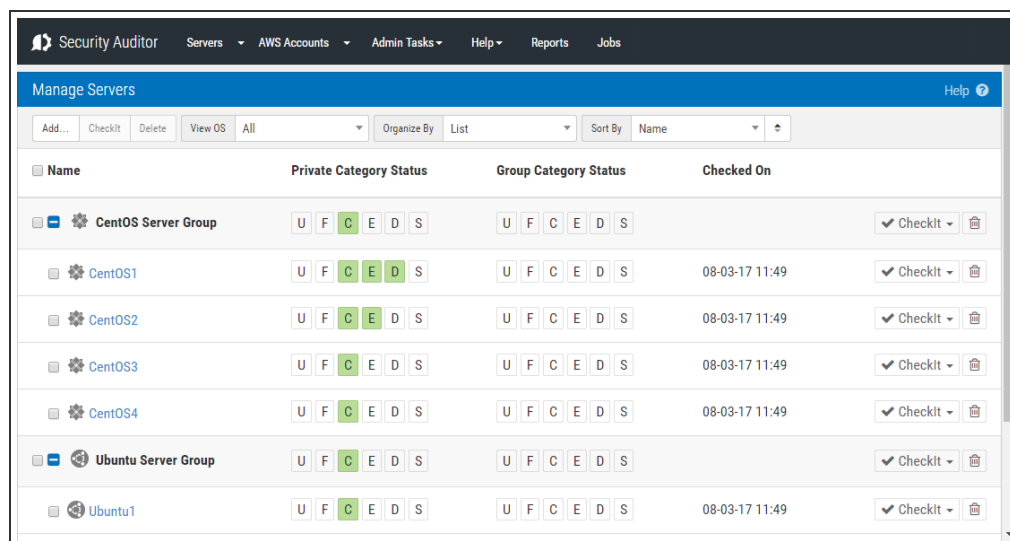 Security Auditor Servers AWS Accounts Admin Tasks Help Reports Jobs
Manage Servers Help
Add... CheckIt Delete View OS All Organize By List Sort By Name
Name Private Category Status Group Category Status Checked On
CentOS Server Group U F C E D S U F C E D S CheckIt
CentOS1 U F C E D S U F C E D S 08-03-17 11:49 CheckIt
CentOS2 U F C E D S U F C E D S 08-03-17 11:49 CheckIt
CentOS3 U F C E D S U F C E D S 08-03-17 11:49 CheckIt
CentOS4 U F C E D S U F C E D S 08-03-17 11:49 CheckIt
Ubuntu Server Group U F C E D S U F C E D S CheckIt
Ubuntu1 U F C E D S U F C E D S 08-03-17 11:49 CheckIt